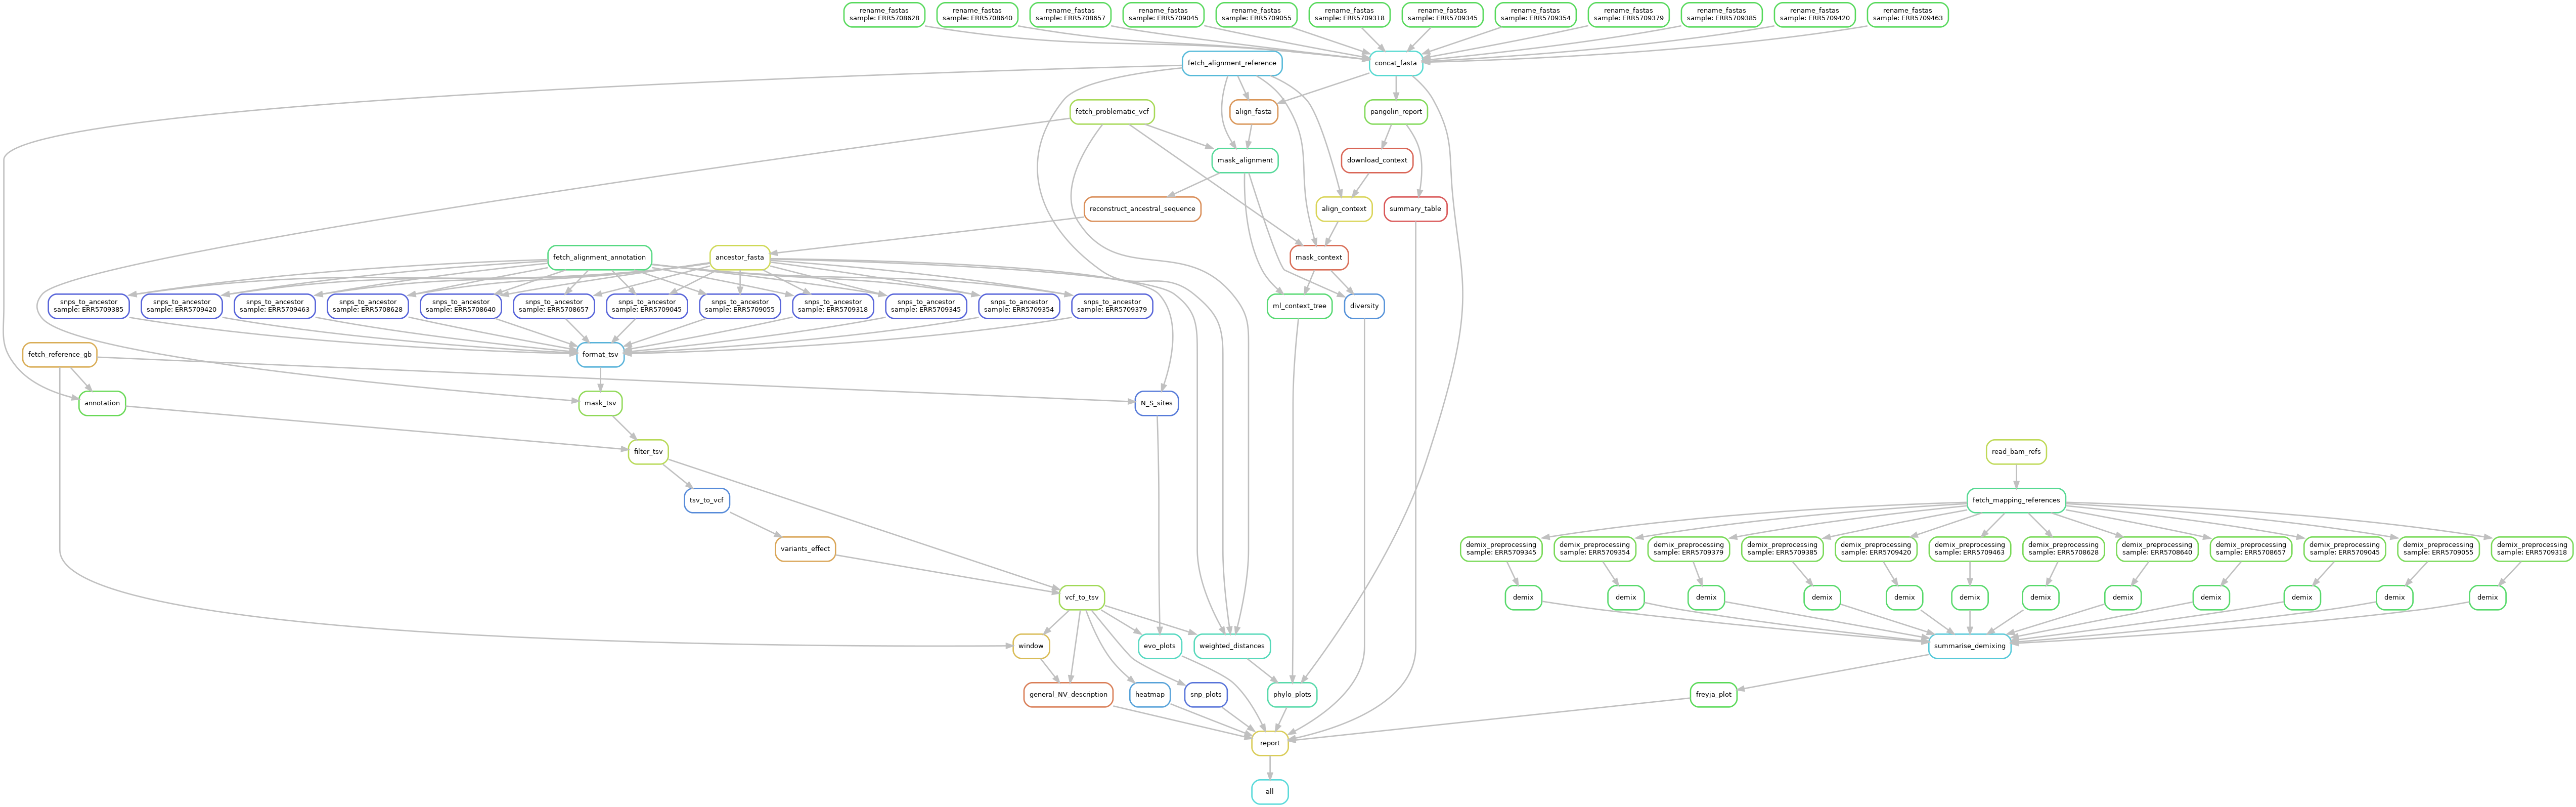 rename_fastas
sample: ERR5708628
rename_fastas
sample: ERR5708640
rename_fastas
sample: ERR5708657
rename_fastas
sample: ERR5709045
rename_fastas
sample: ERR5709055
rename_fastas
sample: ERR5709318
rename_fastas
sample: ERR5709345
rename_fastas
sample: ERR5709354
rename_fastas
sample: ERR5709379
rename_fastas
sample: ERR5709385
rename_fastas
sample: ERR5709420
rename_fastas
sample: ERR5709463
fetch_alignment_reference
concat_fasta
fetch_problematic_vcf
align_fasta
pangolin_report
mask_alignment
download_context
reconstruct_ancestral_sequence
align_context
summary_table
fetch_alignment_annotation
ancestor_fasta
mask_context
snps_to_ancestor
sample: ERR5709385
snps_to_ancestor
sample: ERR5709420
snps_to_ancestor
sample: ERR5709463
snps_to_ancestor
sample: ERR5708628
snps_to_ancestor
sample: ERR5708640
snps_to_ancestor
sample: ERR5708657
snps_to_ancestor
sample: ERR5709045
snps_to_ancestor
sample: ERR5709055
snps_to_ancestor
sample: ERR5709318
snps_to_ancestor
sample: ERR5709345
snps_to_ancestor
sample: ERR5709354
snps_to_ancestor
sample: ERR5709379
ml_context_tree
diversity
fetch_reference_gb
format_tsv
annotation
mask_tsv
N_S_sites
filter_tsv
read_bam_refs
tsv_to_vcf
fetch_mapping_references
variants_effect
demix_preprocessing
sample: ERR5709345
demix_preprocessing
sample: ERR5709354
demix_preprocessing
sample: ERR5709379
demix_preprocessing
sample: ERR5709385
demix_preprocessing
sample: ERR5709420
demix_preprocessing
sample: ERR5709463
demix_preprocessing
sample: ERR5708628
demix_preprocessing
sample: ERR5708640
demix_preprocessing
sample: ERR5708657
demix_preprocessing
sample: ERR5709045
demix_preprocessing
sample: ERR5709055
demix_preprocessing
sample: ERR5709318
vcf_to_tsv
demix
demix
demix
demix
demix
demix
demix
demix
demix
demix
demix
demix
window
evo_plots
weighted_distances
summarise_demixing
general_NV_description
heatmap
snp_plots
phylo_plots
freyja_plot
report
all